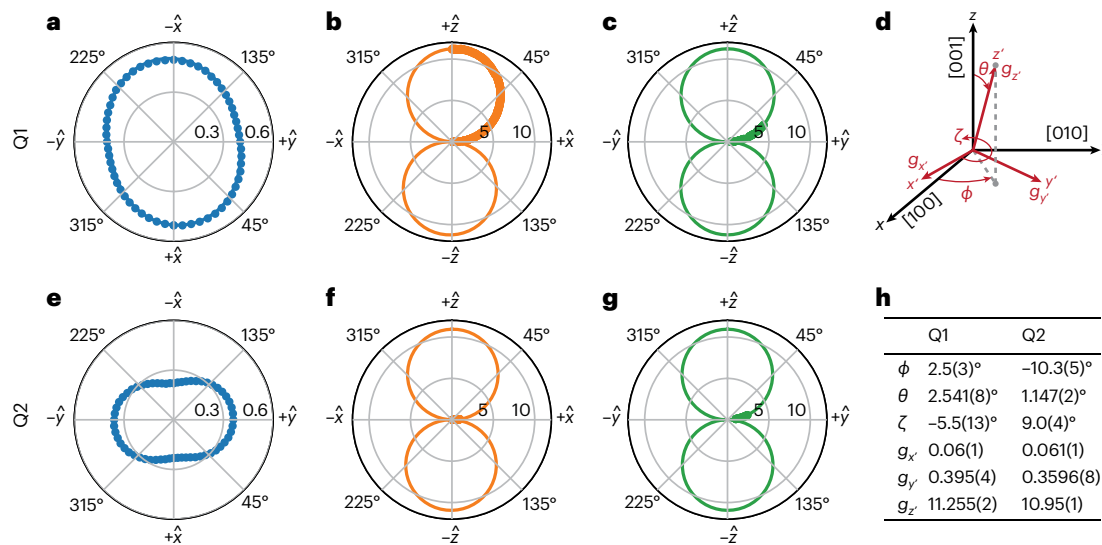 a
−x̂
225°
135°
0.3
0.6
−ŷ
+ŷ
315°
45°
+x̂
Q1
b
+ẑ
315°
45°
5
10
−x̂
+x̂
225°
135°
−ẑ
c
+ẑ
315°
45°
5
10
−ŷ
+ŷ
225°
135°
−ẑ
d
z
[001]
θ
z′
g_z′
ζ
[010]
g_x′
x′
y′
g_y′
ϕ
x
[100]
e
−x̂
225°
135°
0.3
0.6
−ŷ
+ŷ
315°
45°
+x̂
Q2
f
+ẑ
315°
45°
5
10
−x̂
+x̂
225°
135°
−ẑ
g
+ẑ
315°
45°
5
10
−ŷ
+ŷ
225°
135°
−ẑ
h
Q1 Q2
ϕ 2.5(3)° −10.3(5)°
θ 2.541(8)° 1.147(2)°
ζ −5.5(13)° 9.0(4)°
g_x′ 0.06(1) 0.061(1)
g_y′ 0.395(4) 0.3596(8)
g_z′ 11.255(2) 10.95(1)